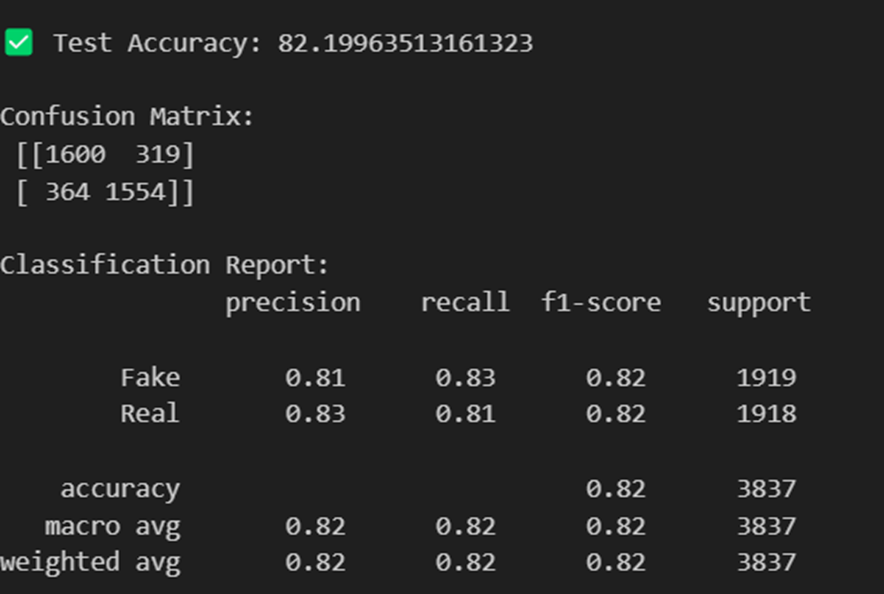 ✅ Test Accuracy: 82.19963513161323
Confusion Matrix:
[[1600  319]
[ 364 1554]]
Classification Report:
precision    recall  f1-score   support
Fake       0.81      0.83      0.82      1919
Real       0.83      0.81      0.82      1918
accuracy                           0.82      3837
macro avg       0.82      0.82      0.82      3837
weighted avg       0.82      0.82      0.82      3837